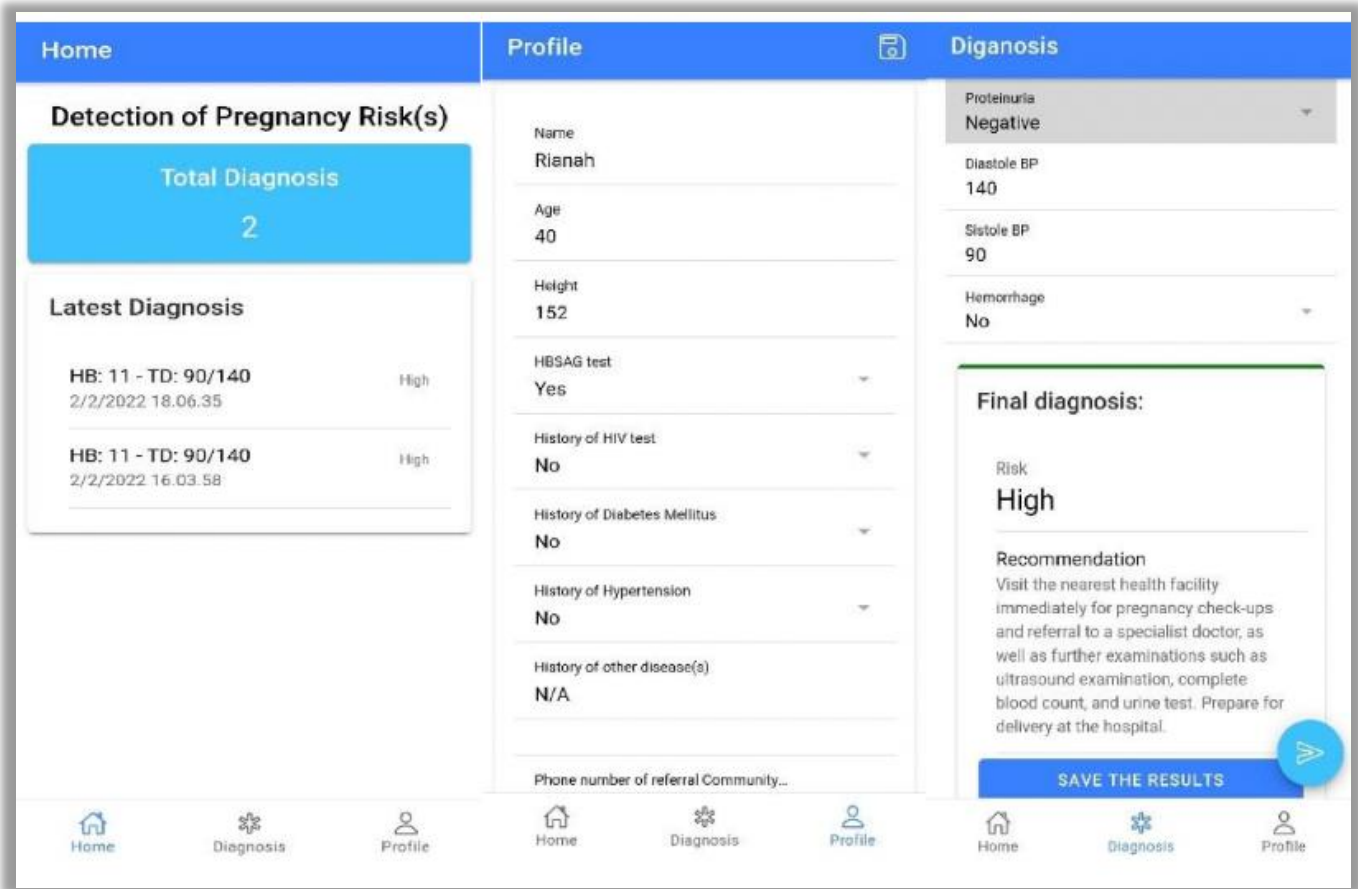 Home
Detection of Pregnancy Risk(s)
Total Diagnosis
2
Latest Diagnosis
HB: 11 - TD: 90/140
High
2/2/2022 18.06.35
HB: 11 - TD: 90/140
High
2/2/2022 16.03.58
Home
Diagnosis
Profile
Profile
Name
Rianah
Age
40
Height
152
HBSAG test
Yes
History of HIV test
No
History of Diabetes Mellitus
No
History of Hypertension
No
History of other disease(s)
N/A
Phone number of referral Community...
Home
Diagnosis
Profile
Diganosis
Proteinuria
Negative
Diastole BP
140
Sistole BP
90
Hemorrhage
No
Final diagnosis:
Risk
High
Recommendation
Visit the nearest health facility
immediately for pregnancy check-ups
and referral to a specialist doctor, as
well as further examinations such as
ultrasound examination, complete
blood count, and urine test. Prepare for
delivery at the hospital.
SAVE THE RESULTS
Home
Diagnosis
Profile